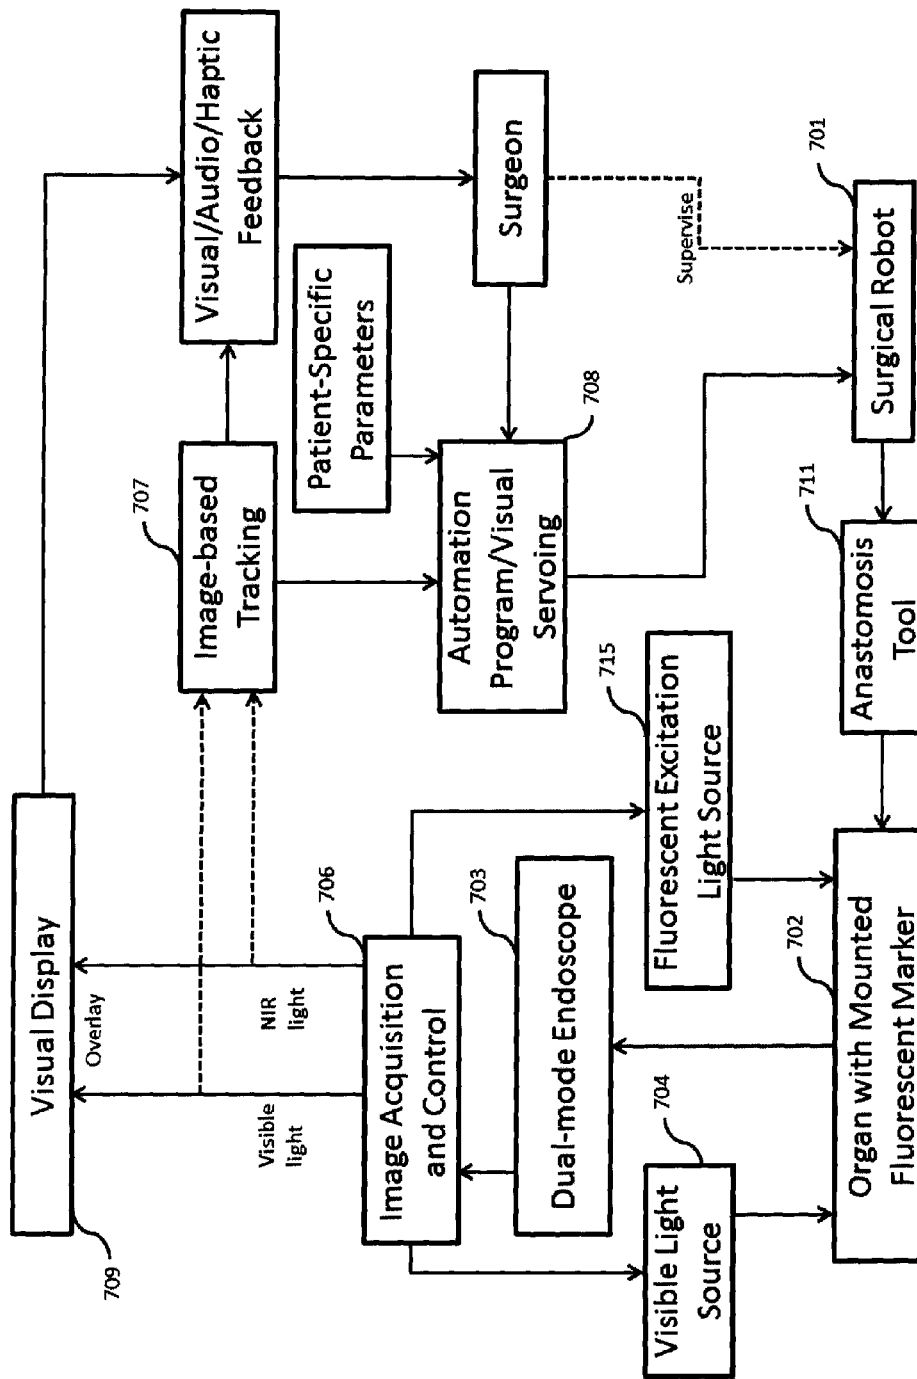 Visual Display
709
Overlay
Visible
light
NIR
light
Image Acquisition
and Control
706
Dual-mode Endoscope
703
Visible Light
Source
704
Fluorescent Excitation
Light Source
715
Organ with Mounted
Fluorescent Marker
702
Image-based
Tracking
707
Visual/Audio/Haptic
Feedback
Patient-Specific
Parameters
Automation
Program/Visual
Servoing
708
Surgeon
Supervise
Surgical Robot
701
Anastomosis
Tool
711